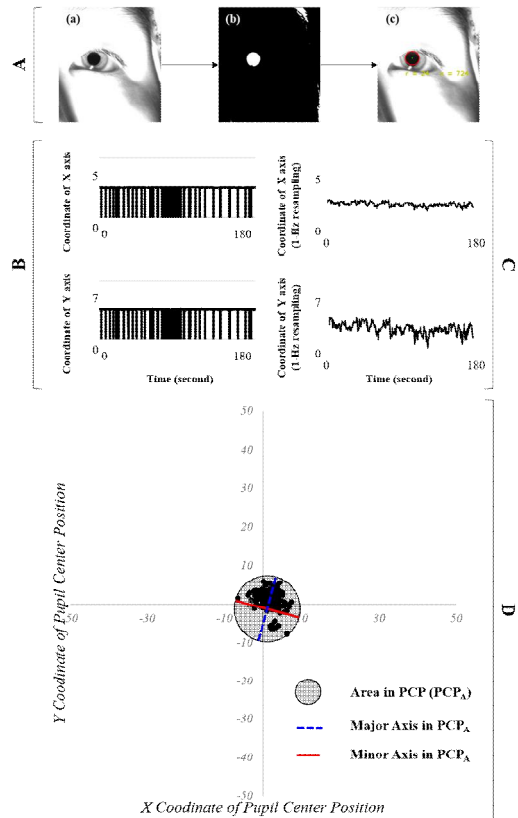 A
(a)
(b)
(c)
B
Coordinate of X axis
5
0
0
180
Coordinate of Y axis
7
0
0
180
Time (second)
C
Coordinate of X axis
(1-Hz resampling)
5
0
0
180
Coordinate of Y axis
(1-Hz resampling)
7
0
0
180
Time (second)
D
Y Coodinate of Pupil Center Position
50
40
30
20
10
-50
-30
-10
10
30
50
-10
-20
-30
-40
-50
Area in PCP (PCPA)
Major Axis in PCPA
Minor Axis in PCPA
X Coodinate of Pupil Center Position